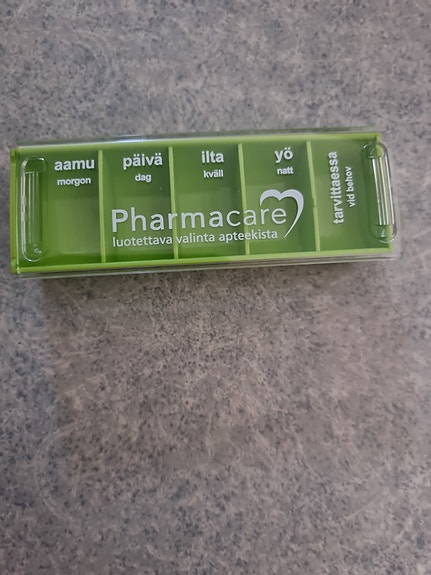 aamu
morgon
päivä
dag
ilta
kväll
yö
natt
tarvittaessa
vid behov
Pharmacare
luotettava valinta apteekista